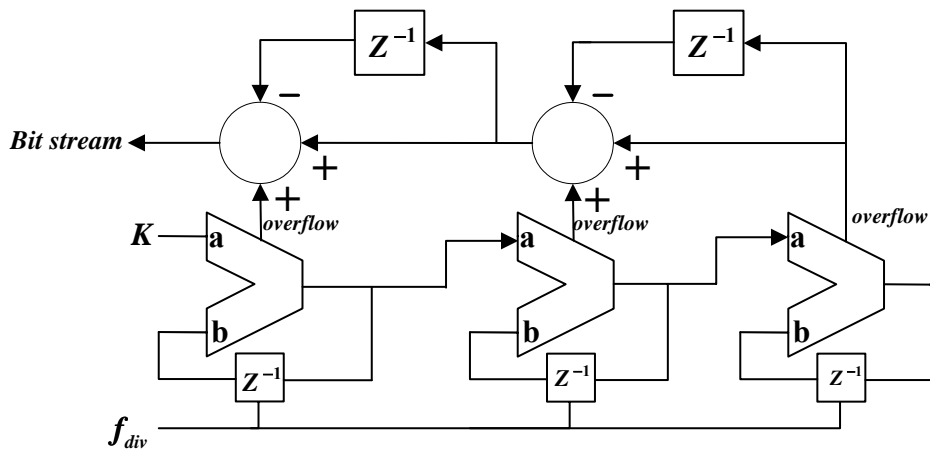 Z⁻¹
Z⁻¹
−
−
Bit stream
+
+
+
+
overflow
overflow
overflow
K
a
a
a
b
b
b
Z⁻¹
Z⁻¹
Z⁻¹
f_div